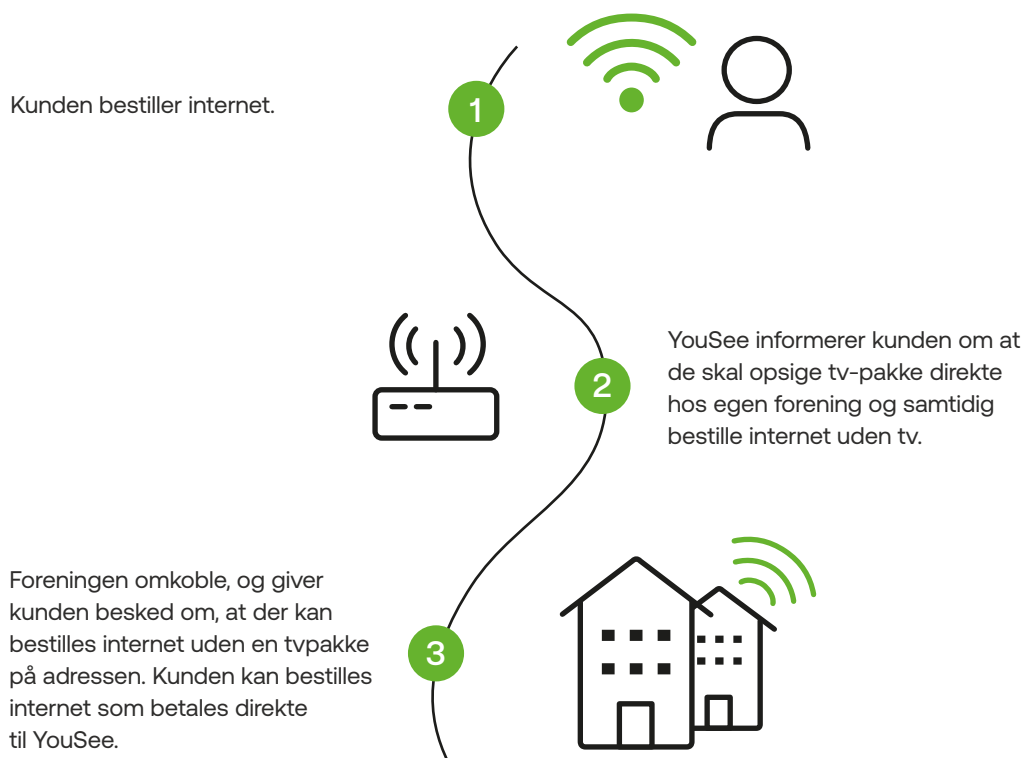 Kunden bestiller internet.
1
2
YouSee informerer kunden om at
de skal opsige tv-pakke direkte
hos egen forening og samtidig
bestille internet uden tv.
Foreningen omkoble, og giver
kunden besked om, at der kan
bestilles internet uden en tvpakke
på adressen. Kunden kan bestilles
internet som betales direkte
til YouSee.
3